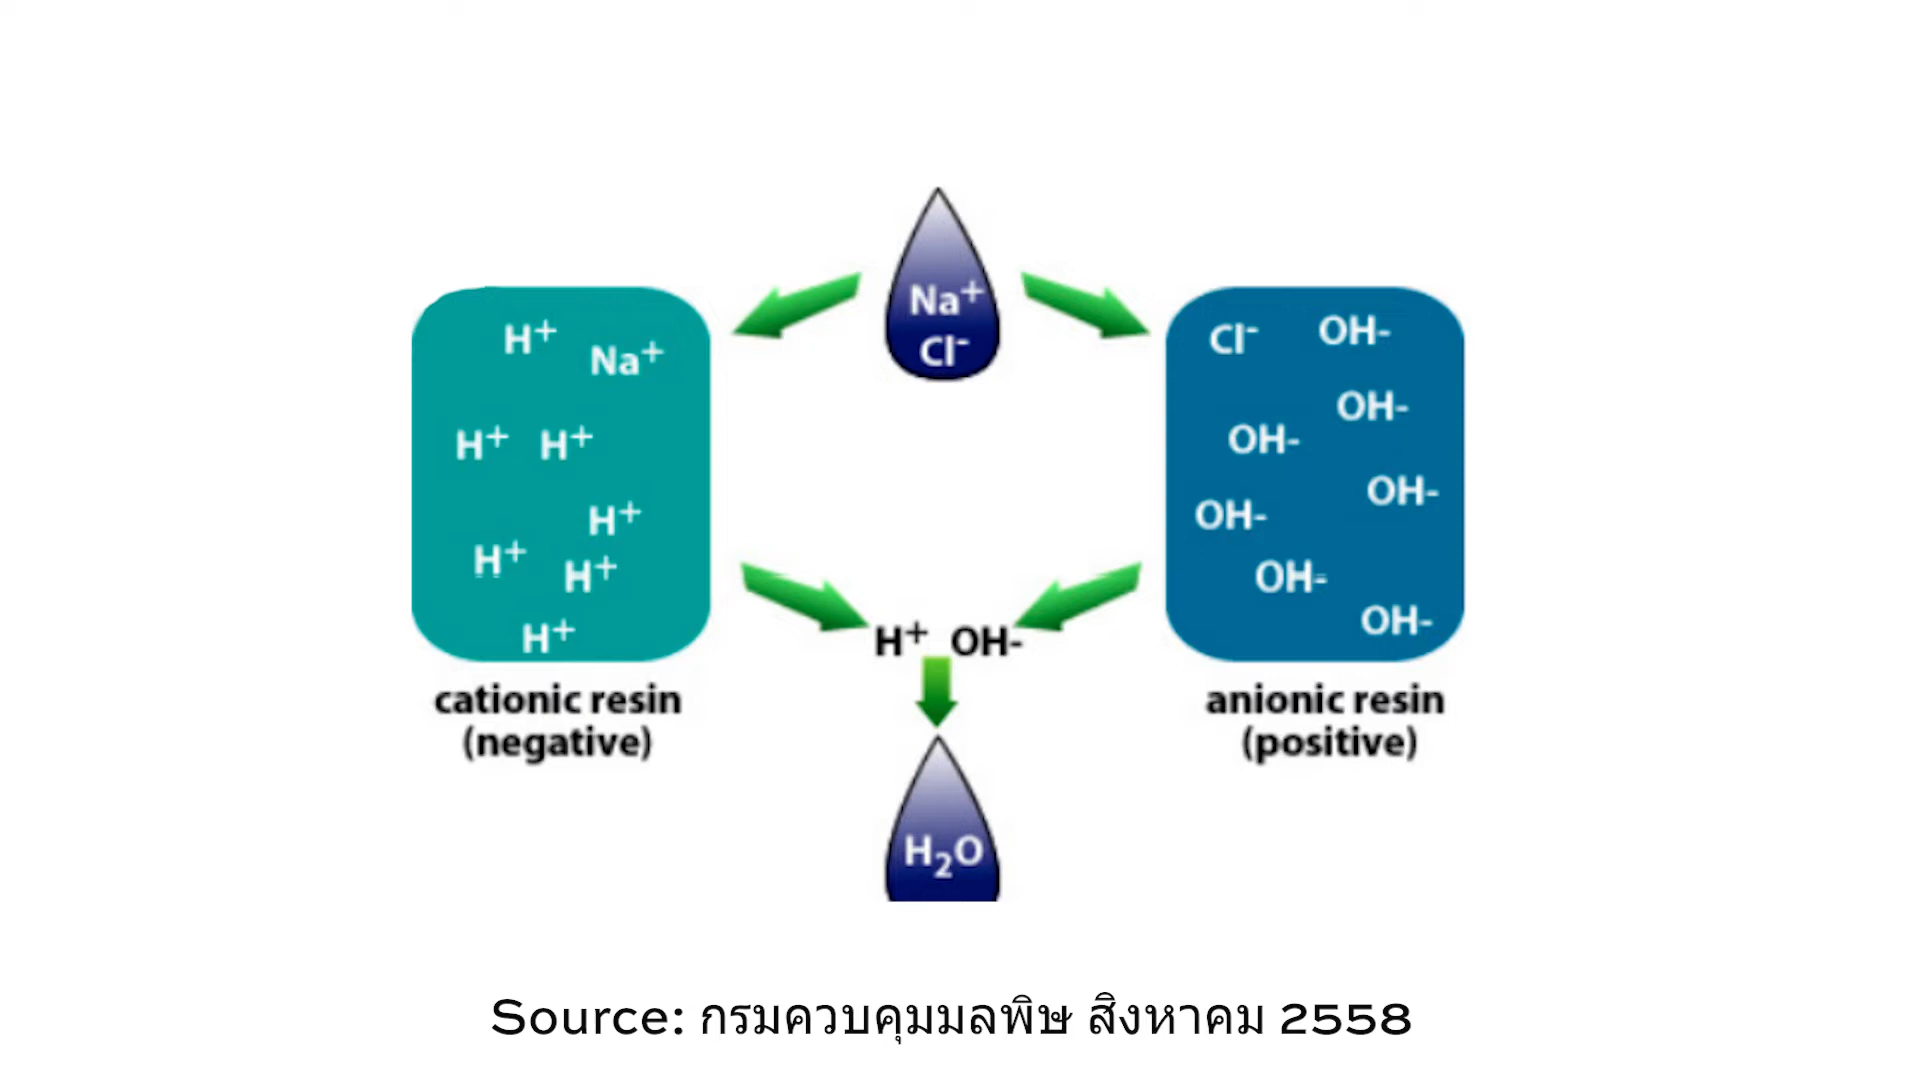 Na⁺
Cl⁻
H⁺ Na⁺
H⁺ H⁺
H⁺
H⁺ H⁺
H⁺
cationic resin
(negative)
Cl⁻ OH-
OH-
OH-
OH-
OH-
OH-
OH-
anionic resin
(positive)
H⁺ OH-
H₂O
Source: กรมควบคุมมลพิษ สิงหาคม 2558